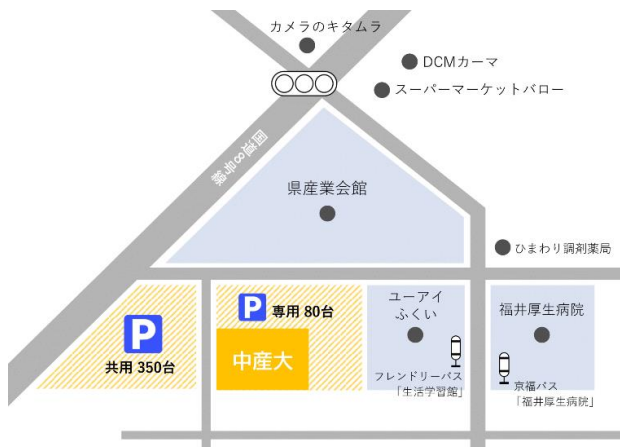 カメラのキタムラ
DCMカーマ
スーパーマーケットバロー
国道8号線
県産業会館
ひまわり調剤薬局
P
共用 350台
P 専用 80台
中産大
ユーアイ
ふくい
フレンドリーバス
「生活学習館」
福井厚生病院
京福バス
「福井厚生病院」